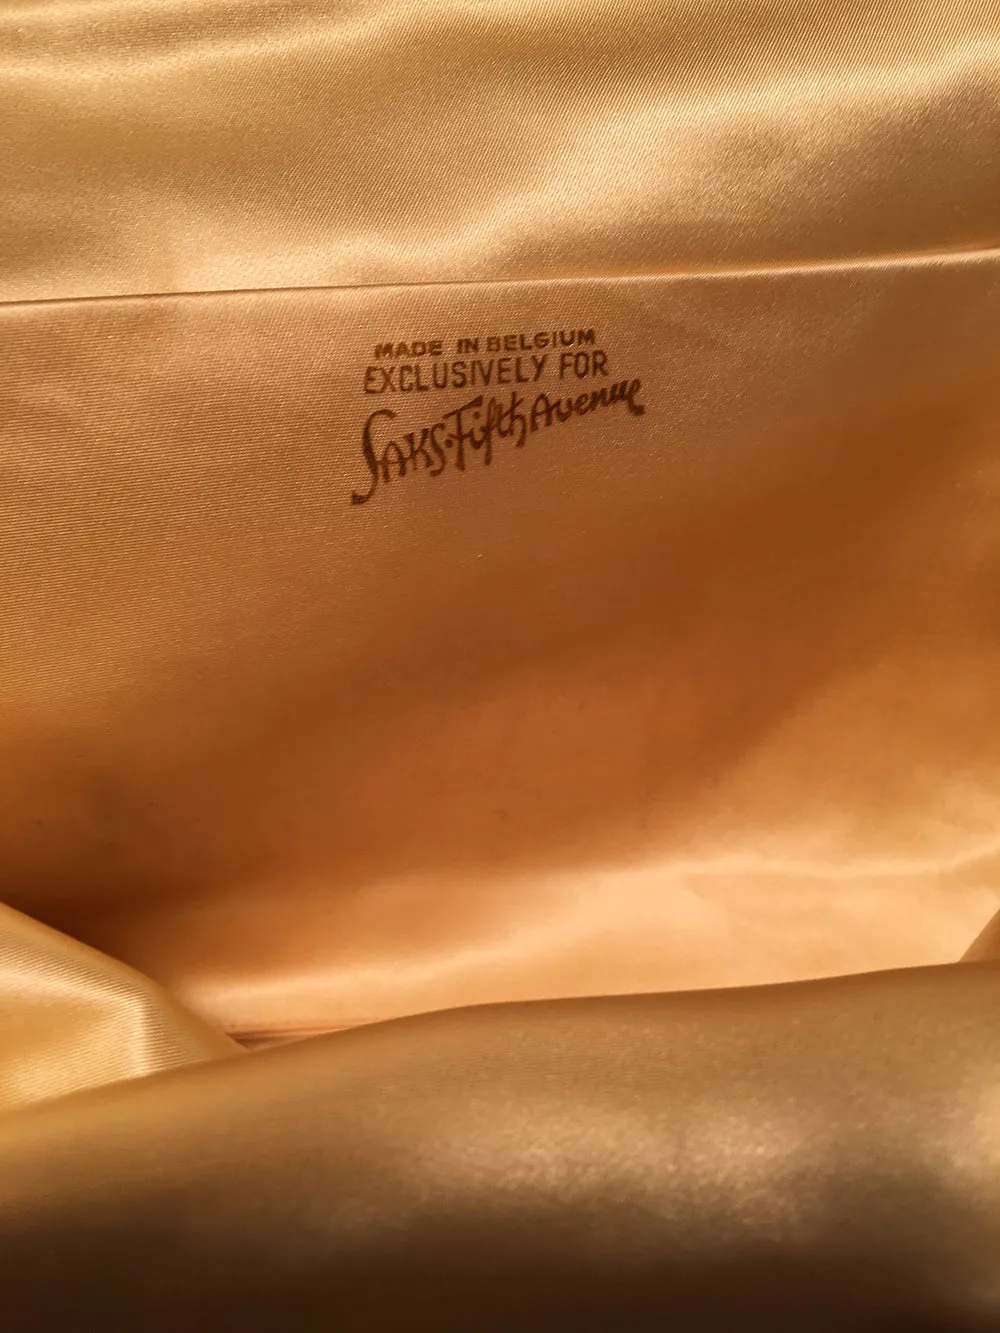 MADE IN BELGIUM
EXCLUSIVELY FOR
SAKS·Fifth Avenue